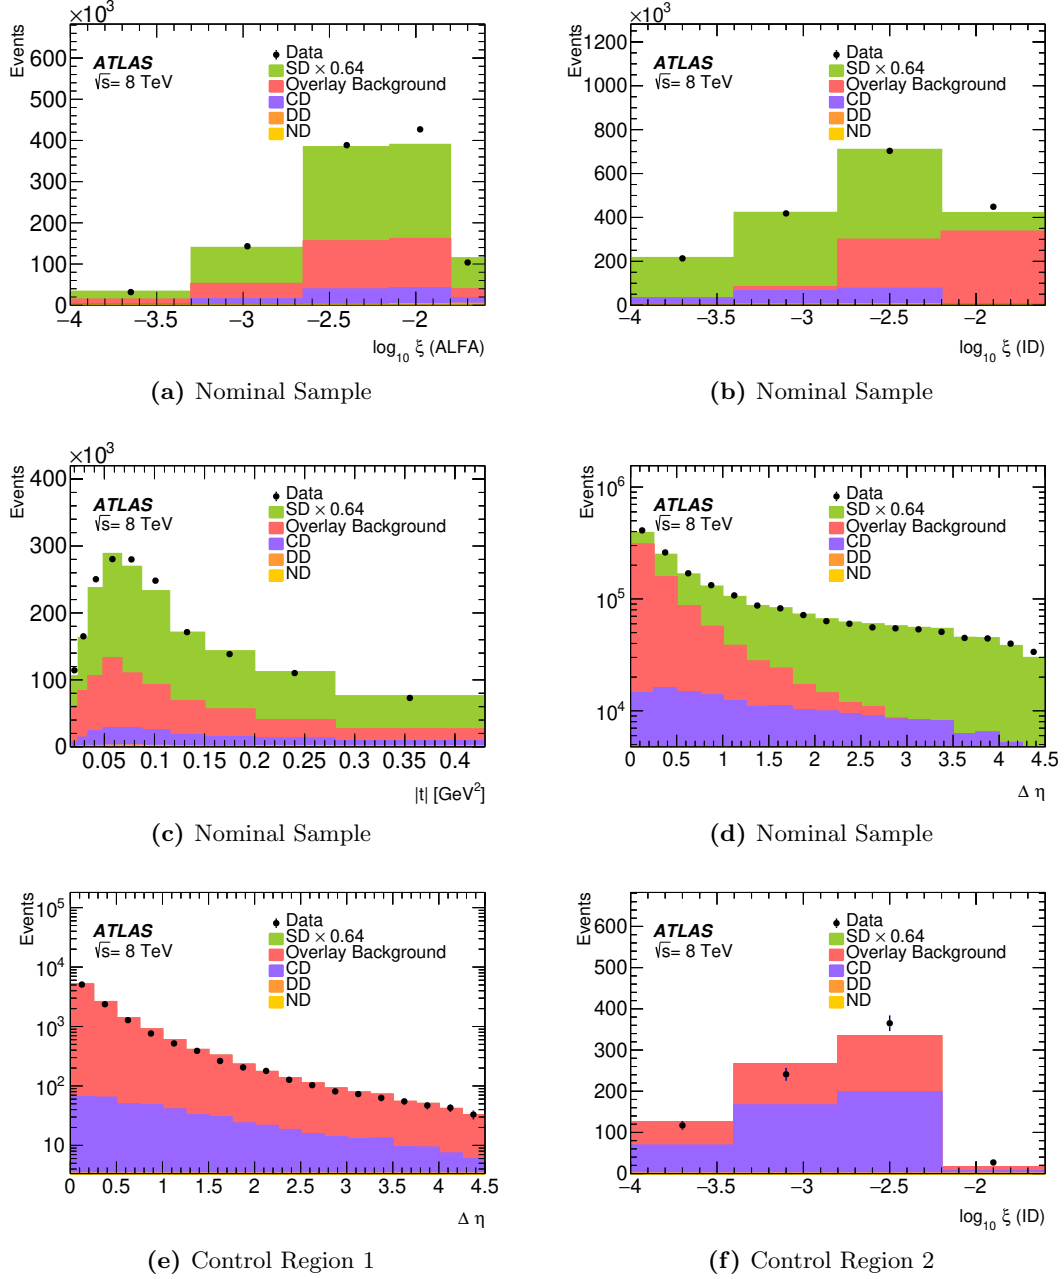 ×10³
Events
600
500
400
300
200
100
0
ATLAS
√s= 8 TeV
Data
SD × 0.64
Overlay Background
CD
DD
ND
−4 −3.5 −3 −2.5 −2
log₁₀ ξ (ALFA)
(a) Nominal Sample
×10³
Events
1200
1000
800
600
400
200
0
ATLAS
√s= 8 TeV
Data
SD × 0.64
Overlay Background
CD
DD
ND
−4 −3.5 −3 −2.5 −2
log₁₀ ξ (ID)
(b) Nominal Sample
×10³
Events
400
300
200
100
0
ATLAS
√s= 8 TeV
Data
SD × 0.64
Overlay Background
CD
DD
ND
0.05 0.1 0.15 0.2 0.25 0.3 0.35 0.4
|t| [GeV²]
(c) Nominal Sample
Events
10⁶
10⁵
10⁴
ATLAS
√s= 8 TeV
Data
SD × 0.64
Overlay Background
CD
DD
ND
0 0.5 1 1.5 2 2.5 3 3.5 4 4.5
Δ η
(d) Nominal Sample
Events
10⁵
10⁴
10³
10²
10
ATLAS
√s= 8 TeV
Data
SD × 0.64
Overlay Background
CD
DD
ND
0 0.5 1 1.5 2 2.5 3 3.5 4 4.5
Δ η
(e) Control Region 1
Events
600
500
400
300
200
100
0
ATLAS
√s= 8 TeV
Data
SD × 0.64
Overlay Background
CD
DD
ND
−4 −3.5 −3 −2.5 −2
log₁₀ ξ (ID)
(f) Control Region 2